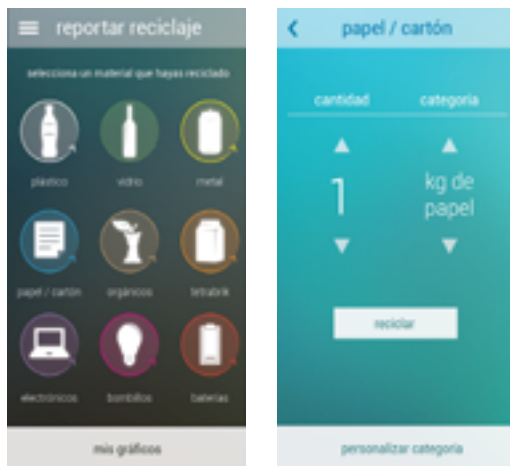 reportar reciclaje
selecciona un material que hayas reciclado
plástico
vidrio
metal
papel / cartón
orgánicos
tetrabrik
electrónicos
bombillos
baterías
mis gráficos
papel / cartón
cantidad
categoría
1
kg de
papel
reciclar
personalizar categoría